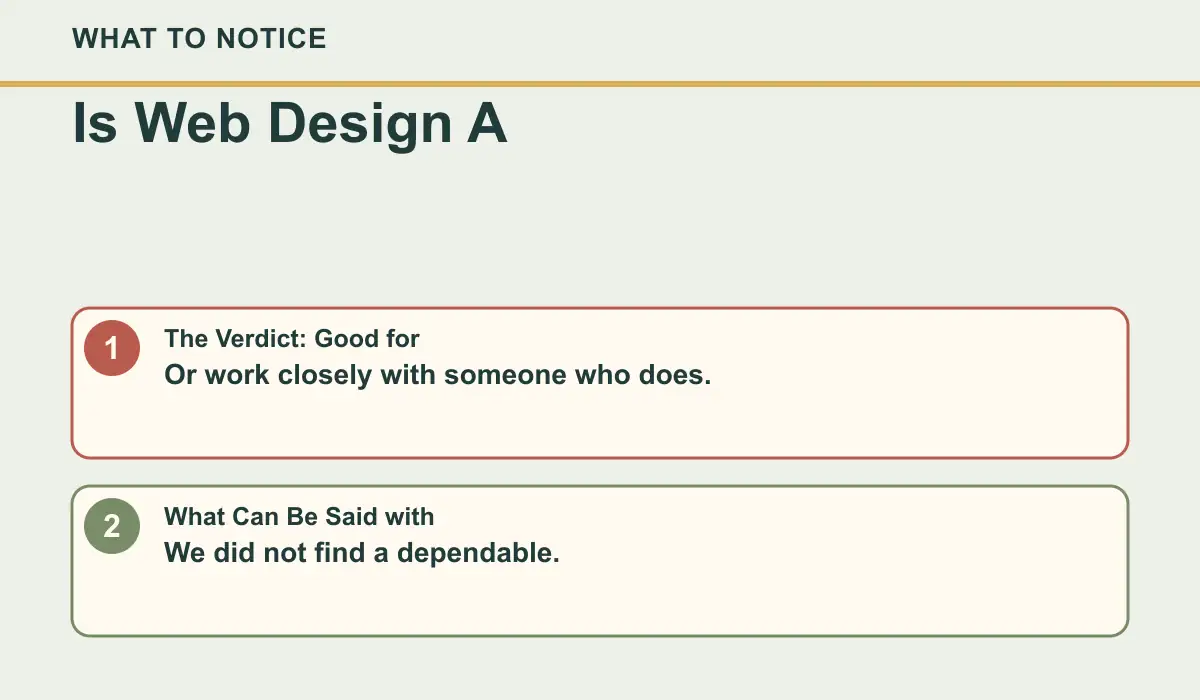 WHAT TO NOTICE
Is Web Design A
1
The Verdict: Good for
Or work closely with someone who does.
2
What Can Be Said with
We did not find a dependable.